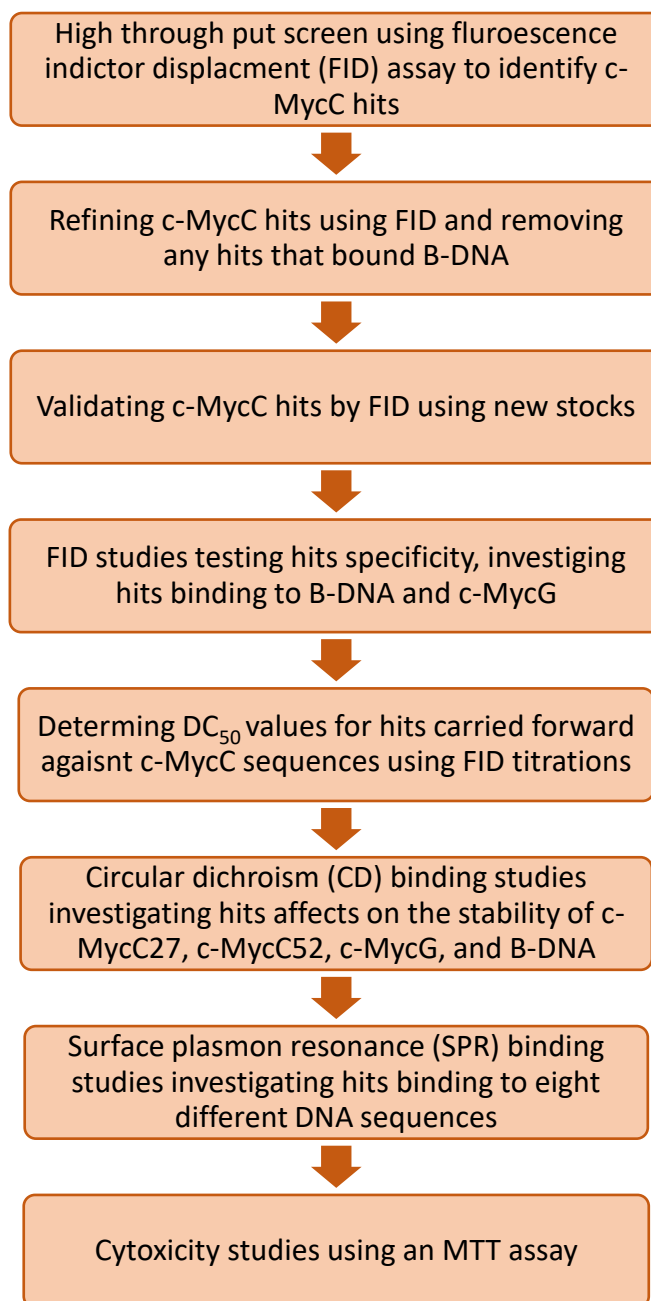 High through put screen using fluroescence
indictor displacment (FID) assay to identify c-
MycC hits
Refining c-MycC hits using FID and removing
any hits that bound B-DNA
Validating c-MycC hits by FID using new stocks
FID studies testing hits specificity, investiging
hits binding to B-DNA and c-MycG
Determing DC₅₀ values for hits carried forward
agaisnt c-MycC sequences using FID titrations
Circular dichroism (CD) binding studies
investigating hits affects on the stability of c-
MycC27, c-MycC52, c-MycG, and B-DNA
Surface plasmon resonance (SPR) binding
studies investigating hits binding to eight
different DNA sequences
Cytoxicity studies using an MTT assay